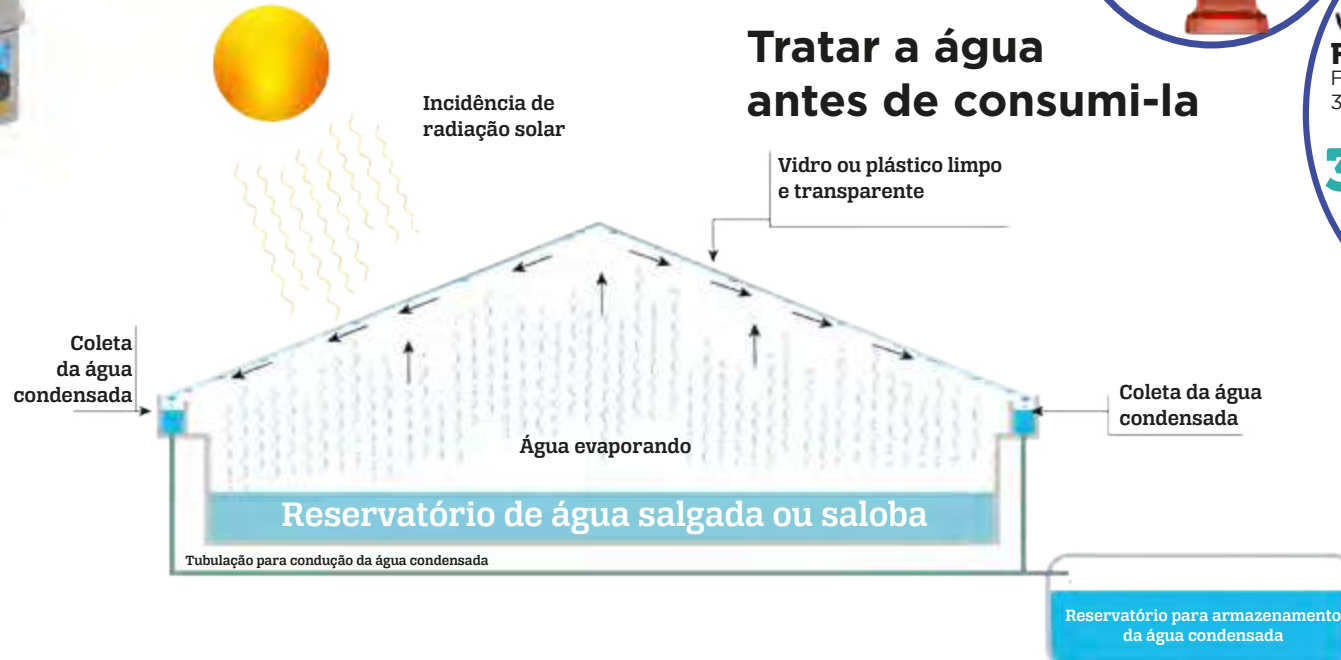 Tratar a água
antes de consumi-la
Incidência de
radiação solar
Vidro ou plástico limpo
e transparente
Coleta
da água
condensada
Coleta da água
condensada
Água evaporando
Reservatório de água salgada ou saloba
Tubulação para condução da água condensada
Reservatório para armazenamento
da água condensada